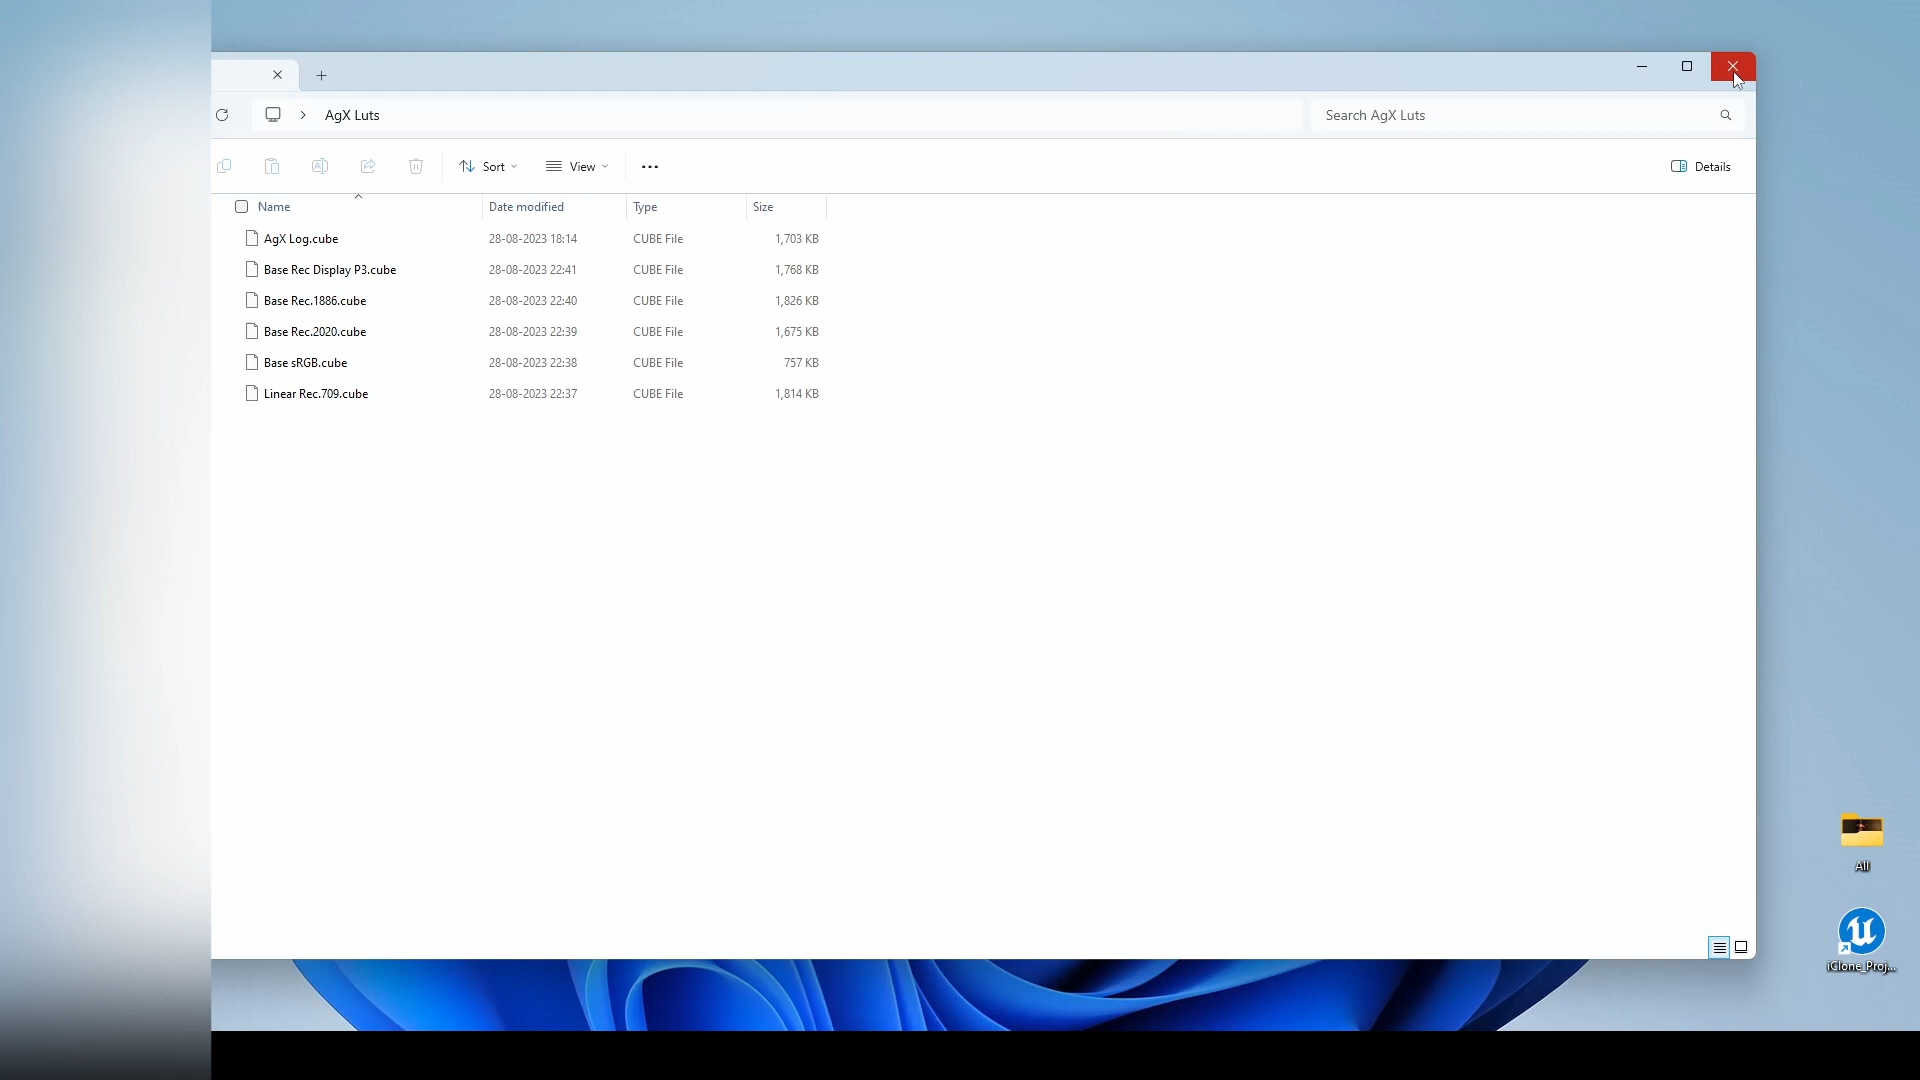 AgX Luts
Search AgX Luts
Sort
View
Details
Name Date modified Type Size
AgX Log.cube 28-08-2023 18:14 CUBE File 1,703 KB
Base Rec Display P3.cube 28-08-2023 22:41 CUBE File 1,768 KB
Base Rec.1886.cube 28-08-2023 22:40 CUBE File 1,826 KB
Base Rec.2020.cube 28-08-2023 22:39 CUBE File 1,675 KB
Base sRGB.cube 28-08-2023 22:38 CUBE File 757 KB
Linear Rec.709.cube 28-08-2023 22:37 CUBE File 1,814 KB
All
iClone_Proj...